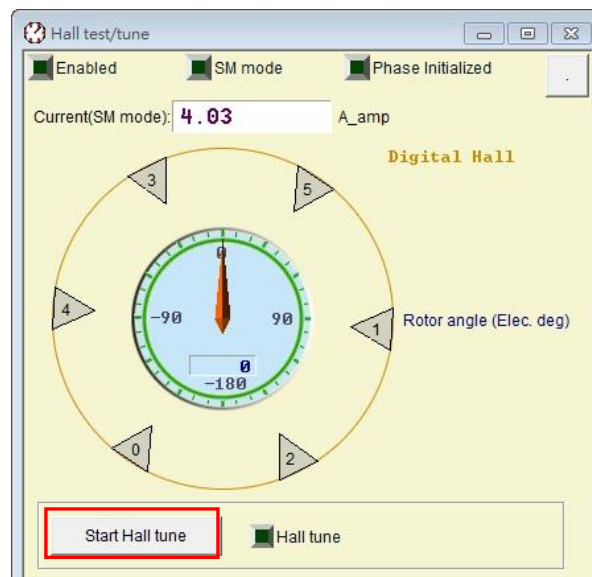 Hall test/tune
Enabled SM mode Phase Initialized .
Current(SM mode): 4.03 A_amp
Digital Hall
3 5
0
4 -90 90 1 Rotor angle (Elec. deg)
0
-180
0 2
Start Hall tune Hall tune